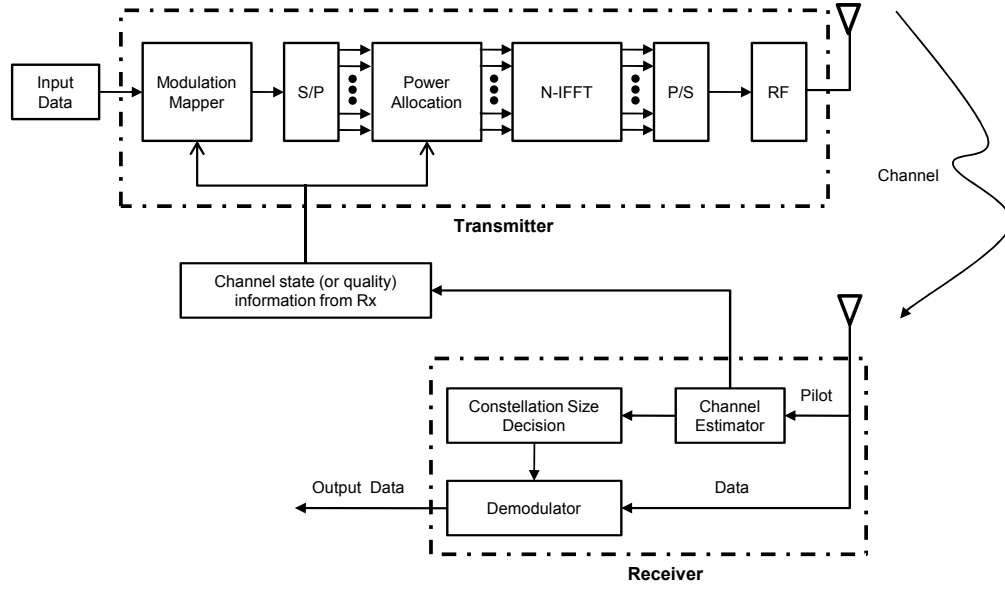 Input
Data
Modulation
Mapper
S/P
Power
Allocation
N-IFFT
P/S
RF
Channel
Transmitter
Channel state (or quality)
information from Rx
Constellation Size
Decision
Channel
Estimator
Pilot
Output Data
Demodulator
Data
Receiver